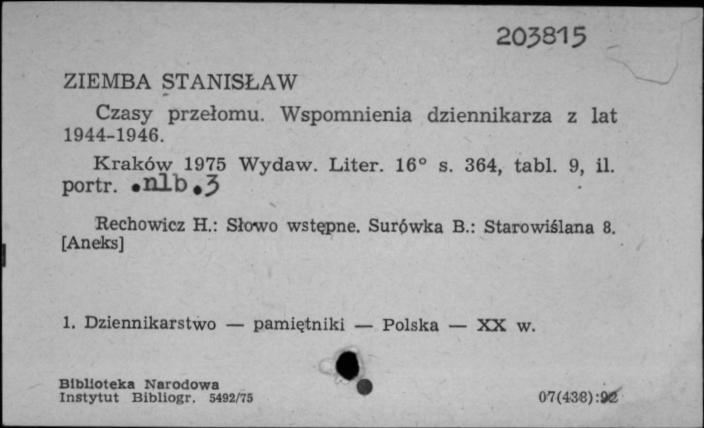 203815
ZIEMBA STANISŁAW
Czasy przełomu. Wspomnienia dziennikarza z lat
1944-1946.
Kraków 1975 Wydaw. Liter. 16° s. 364, tabl. 9, il.
portr. .nlb.3
Rechowicz H.: Słowo wstępne. Surówka B.: Starowiślana 8.
[Aneks]
1. Dziennikarstwo — pamiętniki — Polska — XX w.
Biblioteka Narodowa
Instytut Bibliogr. 5492/75
07(438):92